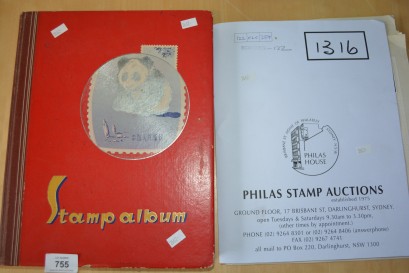 Stamp album
755
1316
PHILAS
HOUSE
PHILAS STAMP AUCTIONS
established 1973
GROUND FLOOR, 17 BRISBANE ST, DARLINGHURST, SYDNEY
open Tuesdays & Saturdays 9.30am to 3.30pm.
(other times by appointment.)
PHONE (02) 9264 8301 or (02) 9264 8406 (answerphone)
FAX (02) 9267 4741.
all mail to PO Box 220, Darlinghurst, NSW 1300